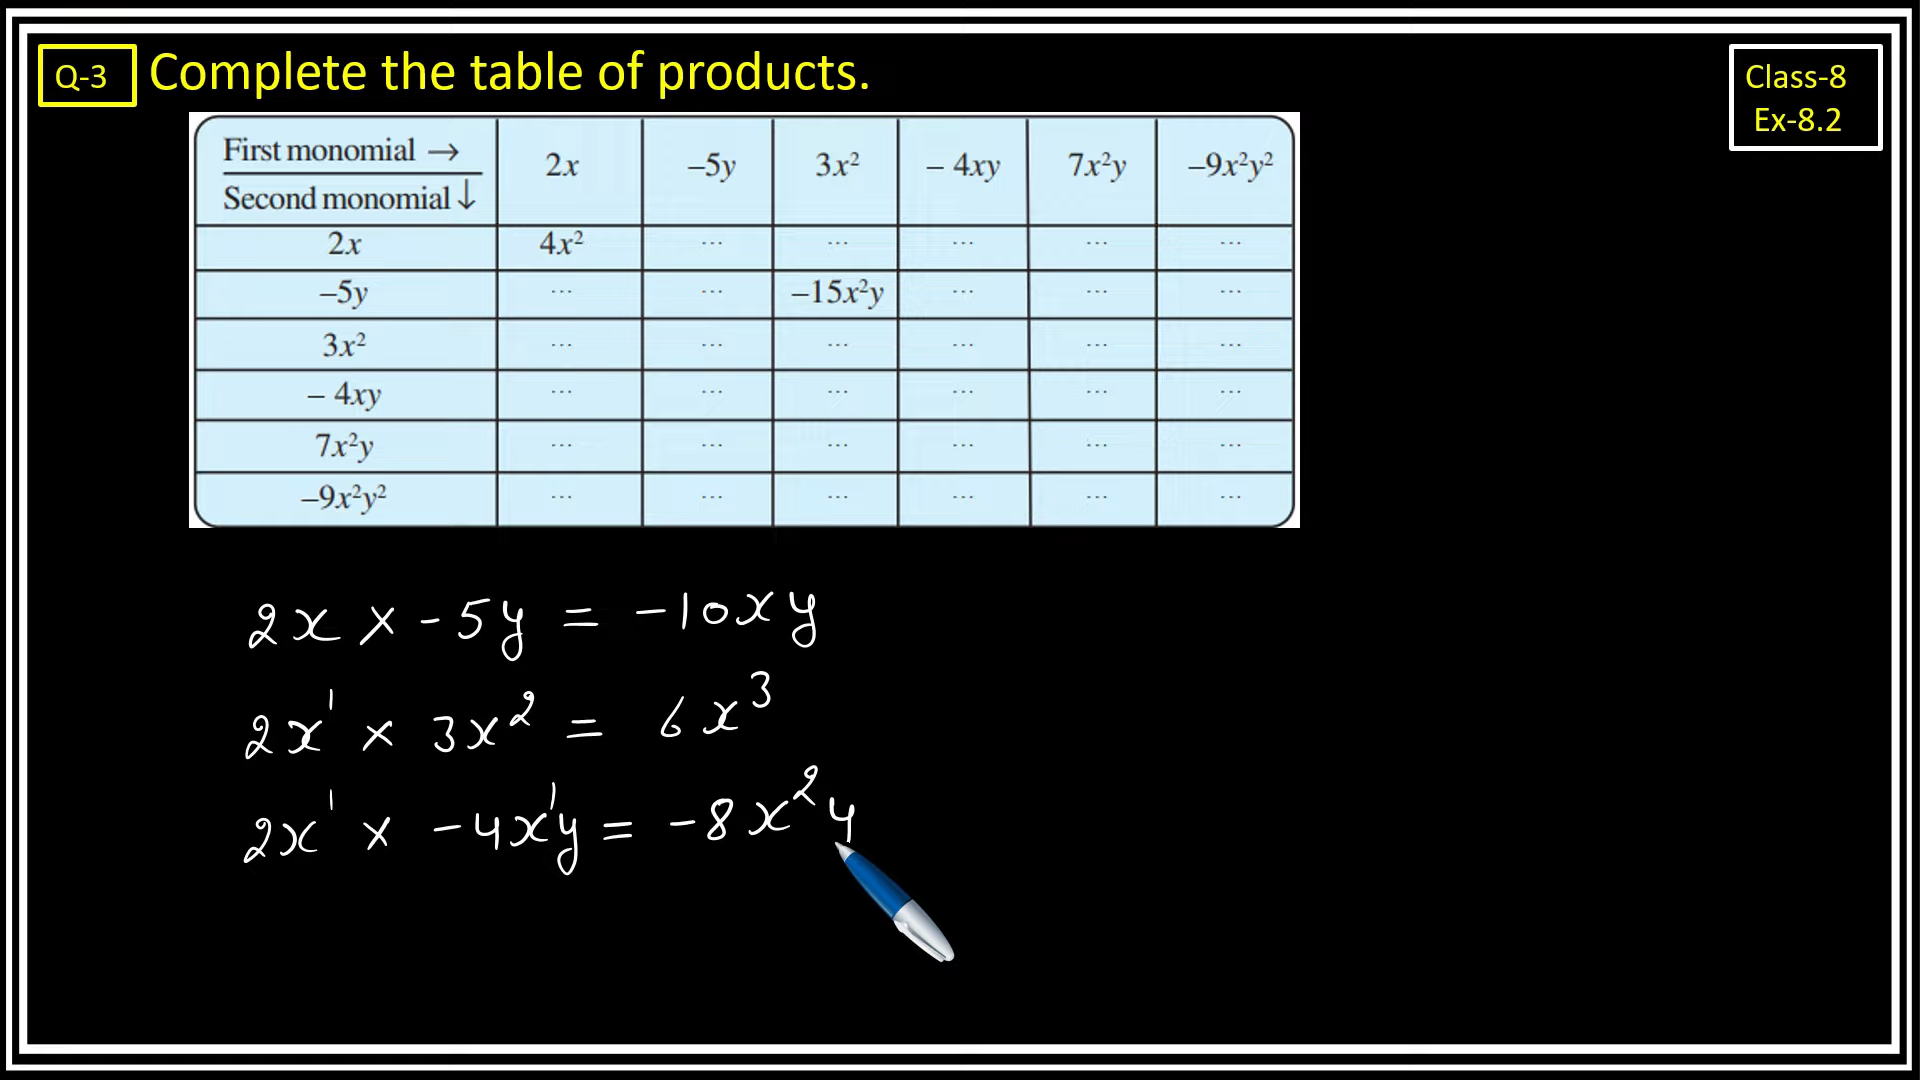 Q-3 Complete the table of products.
Class-8
Ex-8.2
First monomial → 2x –5y 3x² – 4xy 7x²y –9x²y²
Second monomial ↓
2x 4x² ... ... ... ... ...
–5y ... ... –15x²y ... ... ...
3x² ... ... ... ... ... ...
– 4xy ... ... ... ... ... ...
7x²y ... ... ... ... ... ...
–9x²y² ... ... ... ... ... ...
2x × -5y = -10xy
2x¹ × 3x² = 6x³
2x¹ × -4x¹y = -8x²y